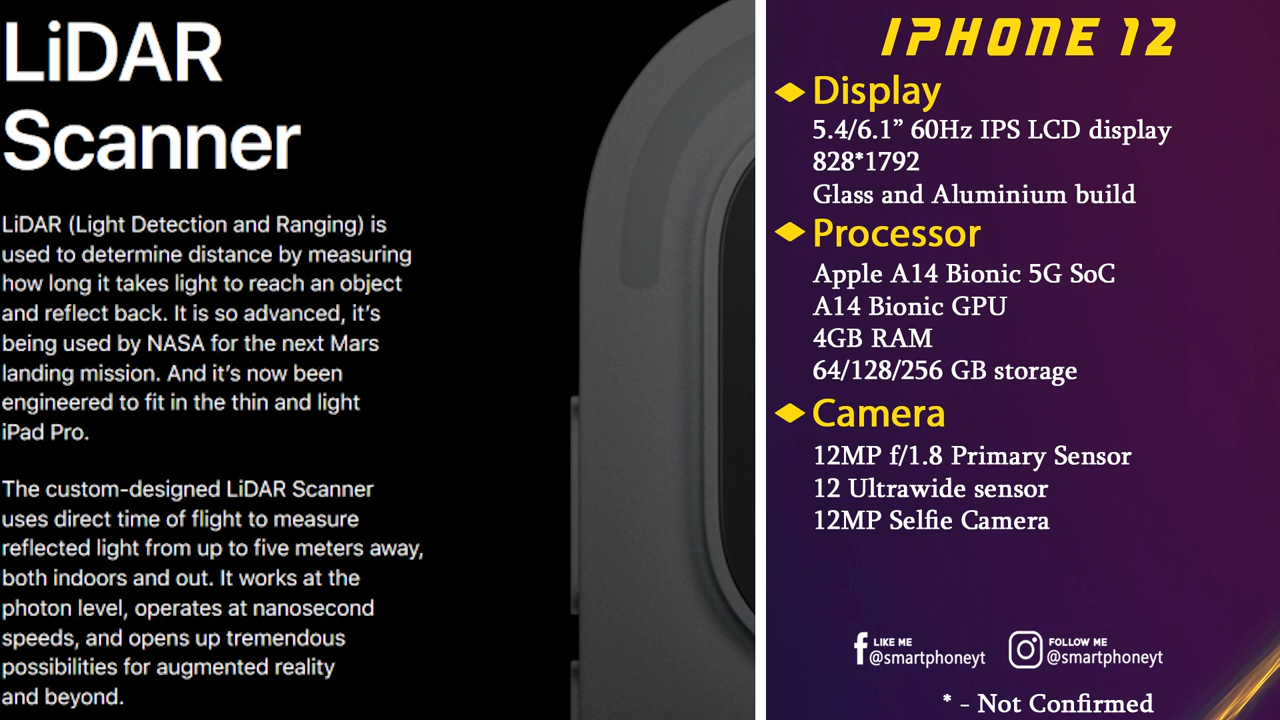 LiDAR
Scanner
LiDAR (Light Detection and Ranging) is
used to determine distance by measuring
how long it takes light to reach an object
and reflect back. It is so advanced, it’s
being used by NASA for the next Mars
landing mission. And it’s now been
engineered to fit in the thin and light
iPad Pro.
The custom-designed LiDAR Scanner
uses direct time of flight to measure
reflected light from up to five meters away,
both indoors and out. It works at the
photon level, operates at nanosecond
speeds, and opens up tremendous
possibilities for augmented reality
and beyond.
IPHONE 12
Display
5.4/6.1” 60Hz IPS LCD display
828*1792
Glass and Aluminium build
Processor
Apple A14 Bionic 5G SoC
A14 Bionic GPU
4GB RAM
64/128/256 GB storage
Camera
12MP f/1.8 Primary Sensor
12 Ultrawide sensor
12MP Selfie Camera
LIKE ME
@smartphoneyt
FOLLOW ME
@smartphoneyt
* - Not Confirmed